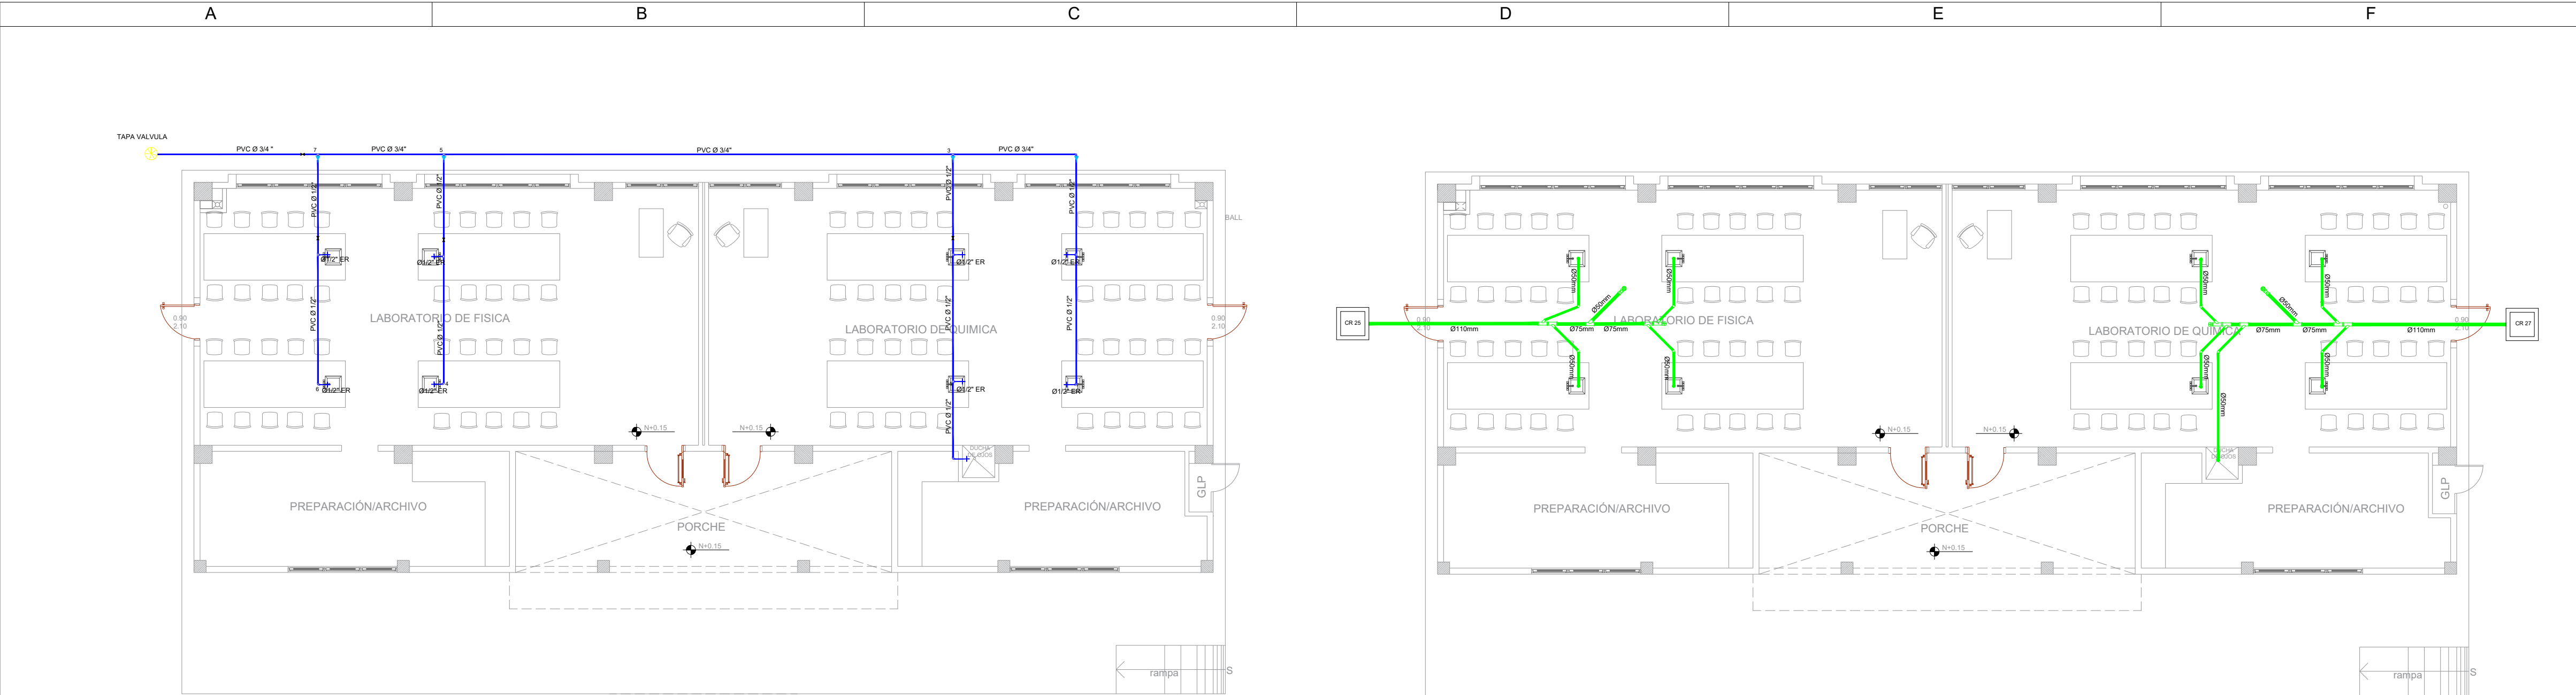 A B C D E F
TAPA VALVULA
PVC Ø 3/4 "
7
PVC Ø 3/4"
5
PVC Ø 3/4"
3
PVC Ø 3/4"
PVC Ø 1/2"
PVC Ø 1/2"
PVC Ø 1/2"
PVC Ø 1/2"
BALL
Ø1/2" ER
Ø1/2" ER
Ø1/2" ER
Ø1/2" ER
PVC Ø 1/2"
PVC Ø 1/2"
PVC Ø 1/2"
PVC Ø 1/2"
0.90
2.10
LABORATORIO DE FISICA
LABORATORIO DE QUIMICA
0.90
2.10
6
Ø1/2" ER
Ø1/2" ER
4
Ø1/2" ER
Ø1/2" ER
PVC Ø 1/2"
N+0.15
N+0.15
DUCHA
DE OJOS
PREPARACIÓN/ARCHIVO
PORCHE
N+0.15
PREPARACIÓN/ARCHIVO
GLP
rampa
S
Ø50mm
Ø50mm
Ø50mm
Ø50mm
Ø50mm
Ø50mm
CR 25
0.90
2.10
Ø110mm
Ø75mm
Ø75mm
LABORATORIO DE FISICA
LABORATORIO DE QUIMICA
Ø75mm
Ø75mm
Ø110mm
0.90
2.10
CR 27
Ø50mm
Ø50mm
Ø50mm
Ø50mm
Ø50mm
N+0.15
N+0.15
DUCHA
DE OJOS
PREPARACIÓN/ARCHIVO
PORCHE
N+0.15
PREPARACIÓN/ARCHIVO
GLP
rampa
S